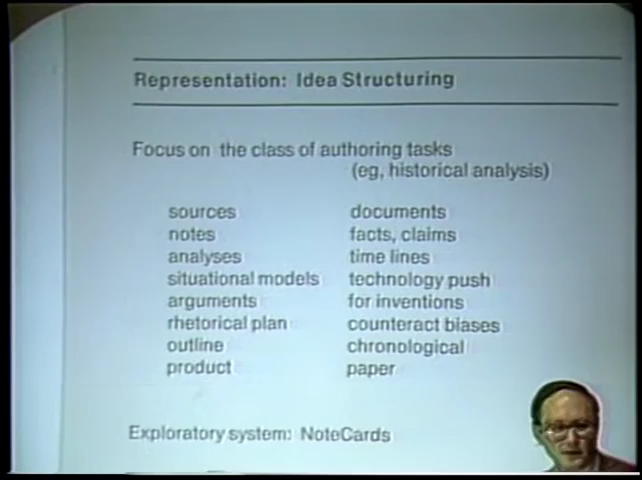 Representation: Idea Structuring
Focus on the class of authoring tasks
(eg, historical analysis)
sources documents
notes facts, claims
analyses time lines
situational models technology push
arguments for inventions
rhetorical plan counteract biases
outline chronological
product paper
Exploratory system: NoteCards